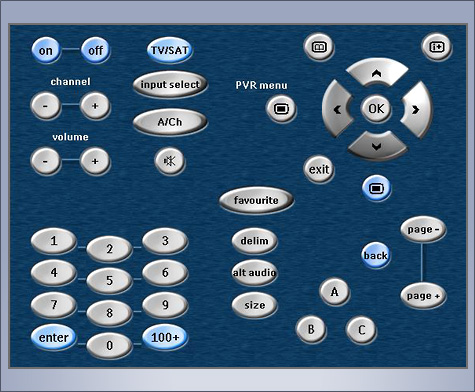 on off TV/SAT
channel input select
- +
PVR menu
A/Ch
OK
volume
- +
exit
favourite
1 2 3 delim page -
4 5 6 alt audio back
7 8 9 size A page +
enter 0 100+ B C